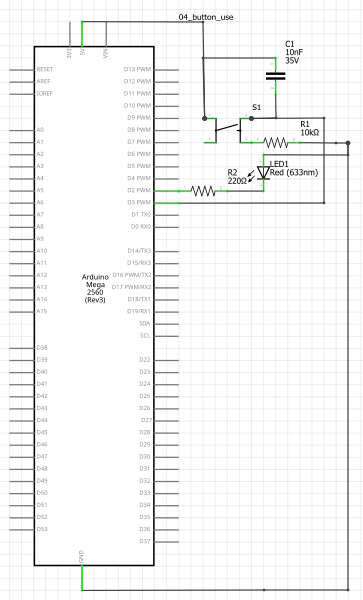 04_button_use
3V3
5V
VIN
C1
10nF
35V
S1
R1
10kΩ
LED1
Red (633nm)
R2
220Ω
RESET
AREF
IOREF
A0
A1
A2
A3
A4
A5
A6
A7
A8
A9
A10
A11
A12
A13
A14
A15
D38
D39
D40
D41
D42
D43
D44
D45
D46
D47
D48
D49
D50
D51
D52
D53
Arduino
Mega
2560
(Rev3)
D13 PWM
D12 PWM
D11 PWM
D10 PWM
D9 PWM
D8 PWM
D7 PWM
D6 PWM
D5 PWM
D4 PWM
D2 PWM
D3 PWM
D1 TX0
D0 RX0
D14/TX3
D15/RX3
D16 PWM/TX2
D17 PWM/RX2
D18/TX1
D19/RX1
SDA
SCL
D22
D23
D24
D25
D26
D27
D28
D29
D30
D31
D32
D33
D34
D35
D36
D37
GND